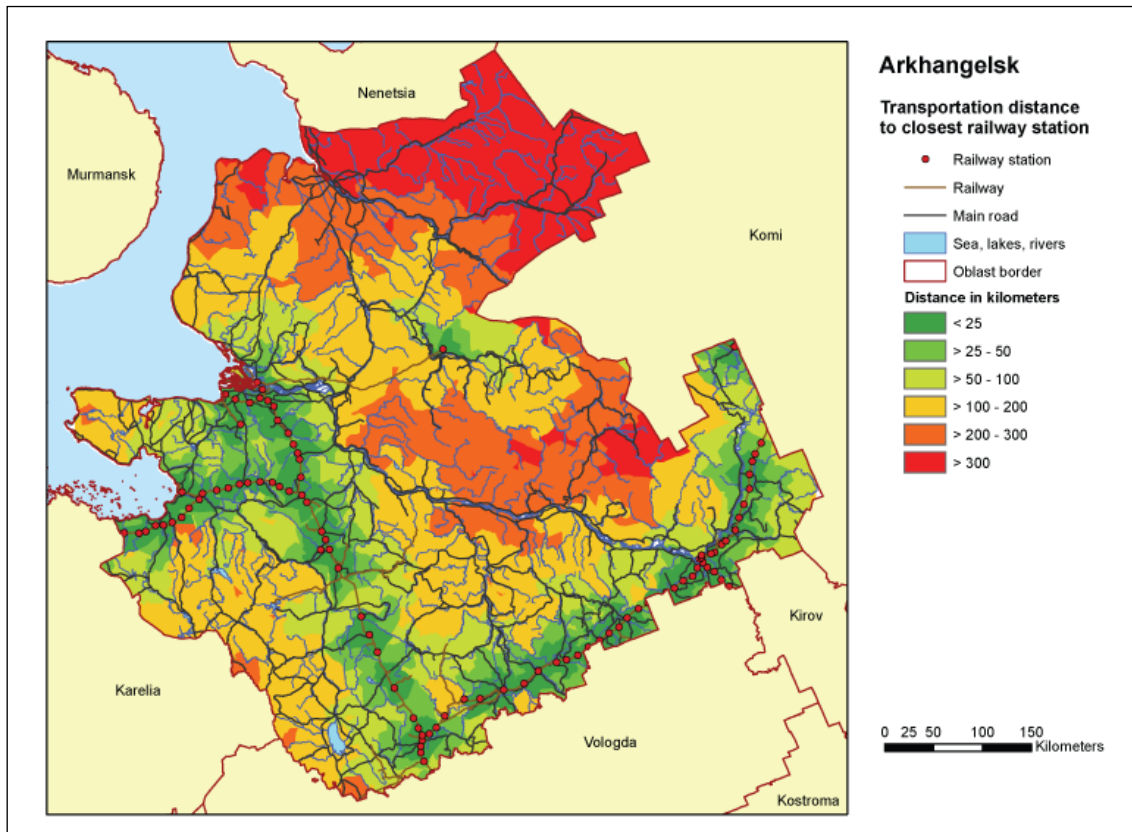 Nenetsia
Murmansk
Komi
Kirov
Karelia
Vologda
Kostroma
Arkhangelsk
Transportation distance
to closest railway station
Railway station
Railway
Main road
Sea, lakes, rivers
Oblast border
Distance in kilometers
< 25
> 25 - 50
> 50 - 100
> 100 - 200
> 200 - 300
> 300
0 25 50 100 150
Kilometers